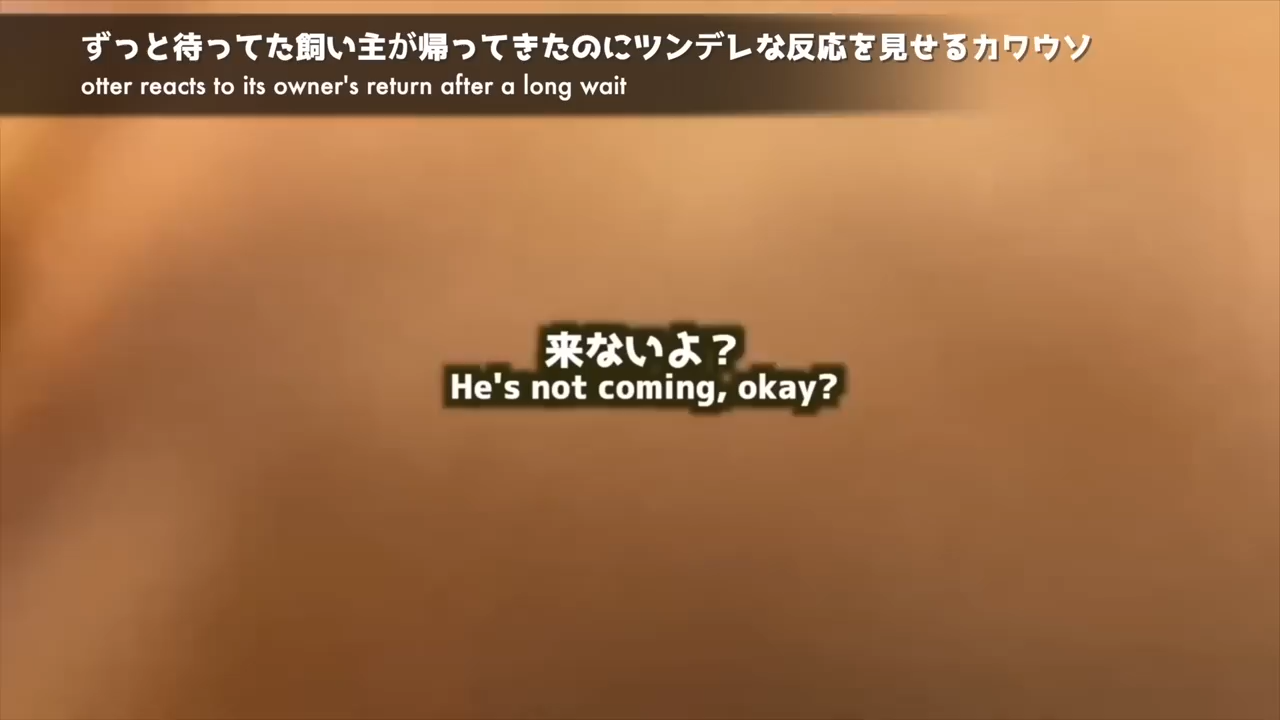 ずっと待ってた飼い主が帰ってきたのにツンデレな反応を見せるカワウソ
otter reacts to its owner's return after a long wait
来ないよ？
He's not coming, okay?